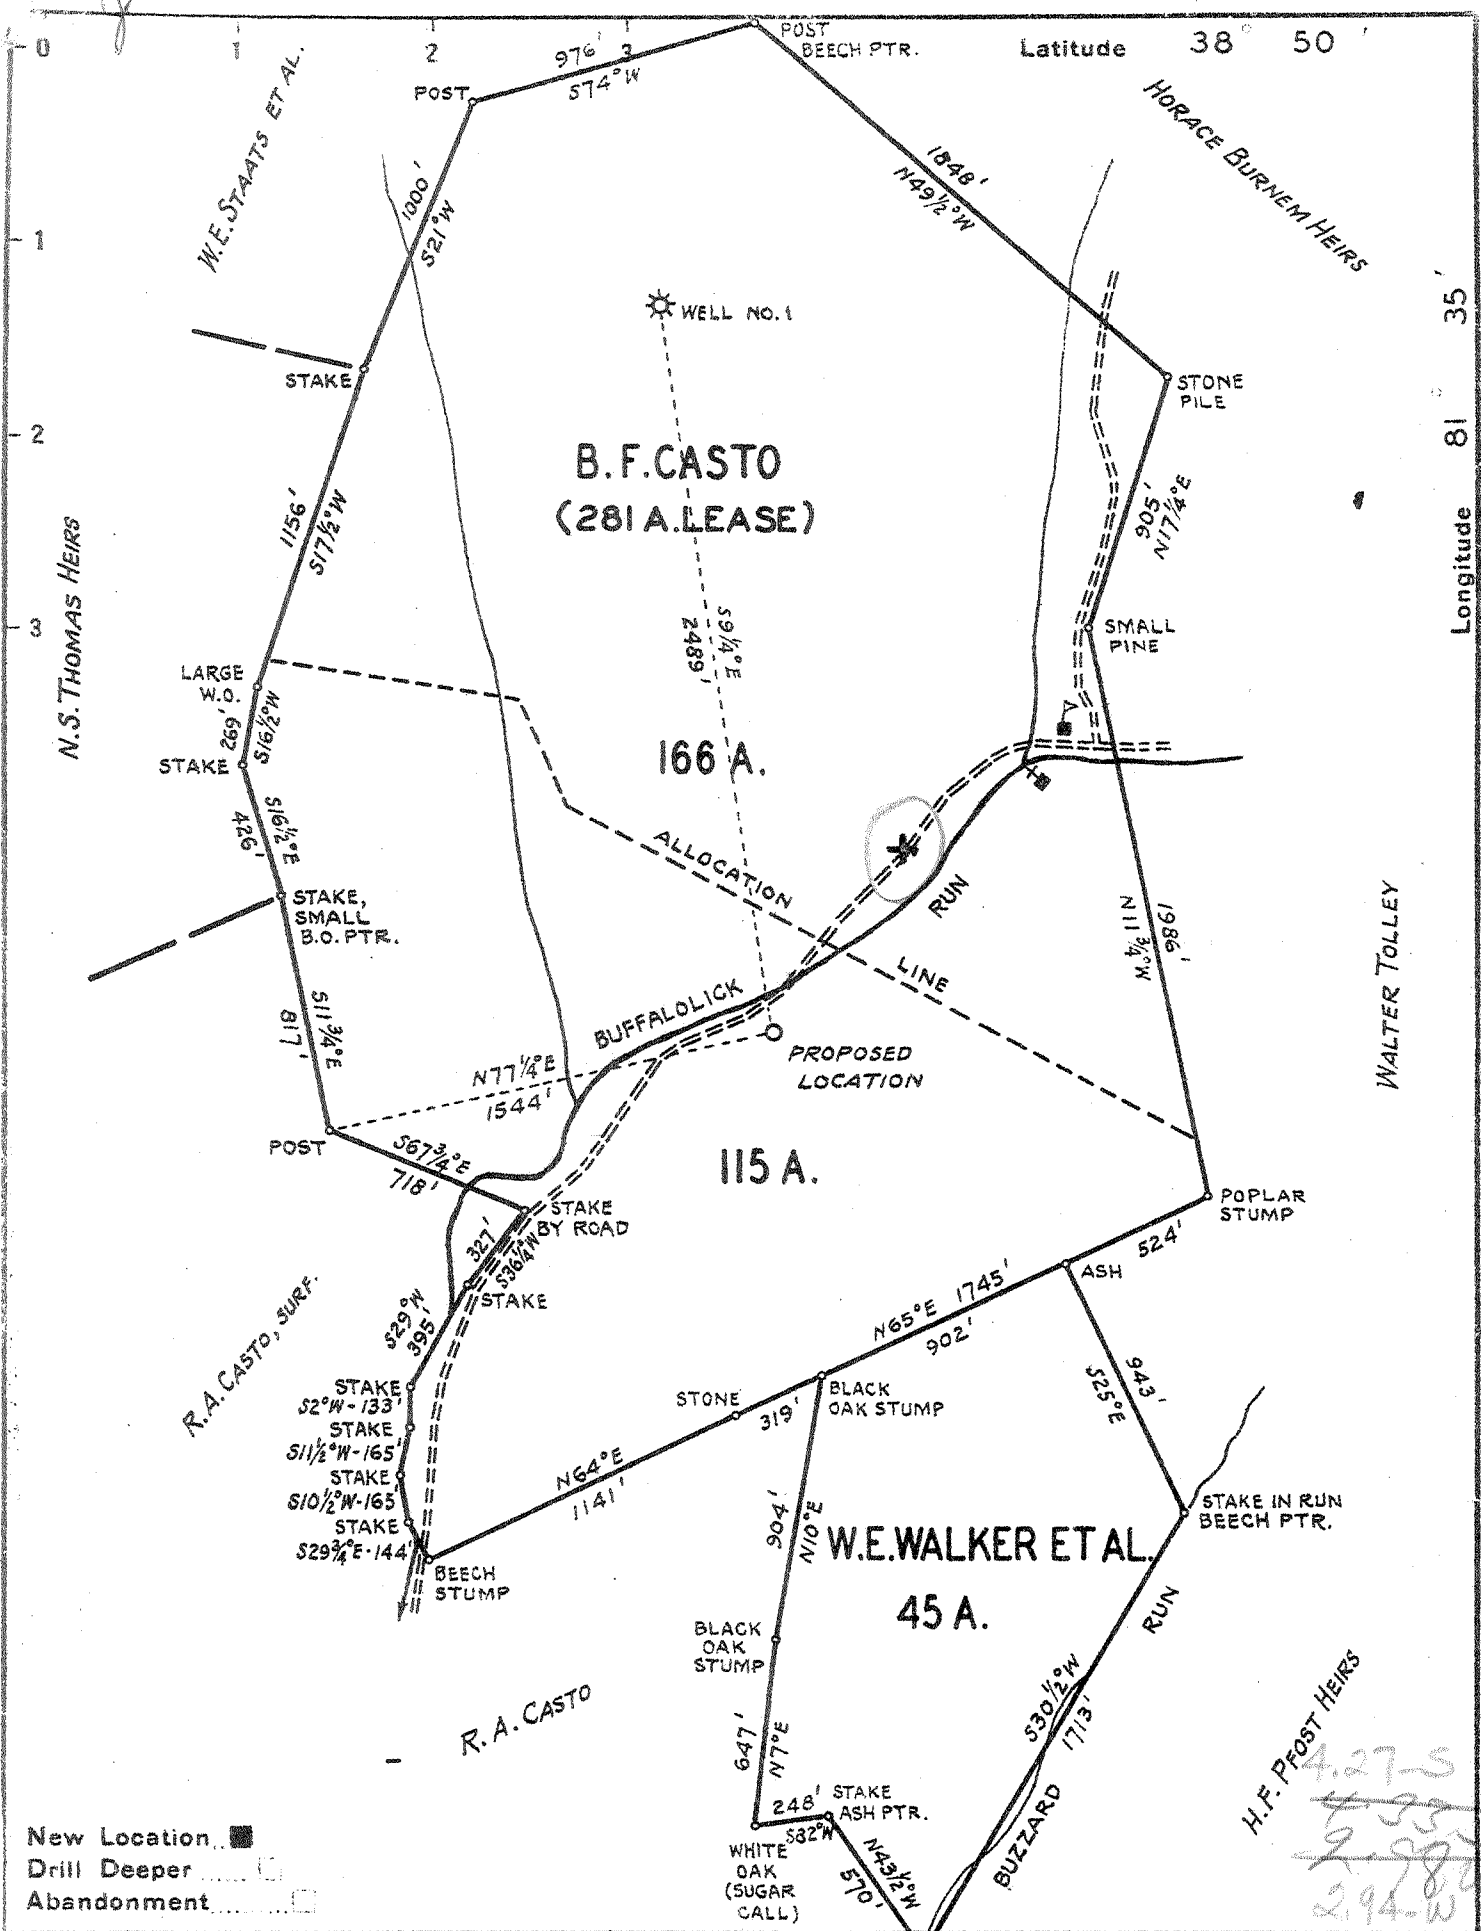 0 1 2 3
Latitude 38° 50'
976'
S74°W
POST
BEECH PTR.
POST
W.E. STAATS ET AL.
HORACE BURNEM HEIRS
1000'
S21°W
1848'
N49½°W
1
WELL NO. 1
35'
STAKE
STONE
PILE
2
81°
Longitude
B.F. CASTO
(281 A. LEASE)
1156'
S17½°W
905'
N17¼°E
N.S. THOMAS HEIRS
3
S9¼°E
2489'
SMALL
PINE
LARGE
W.O.
269'
S16½°W
STAKE
166 A.
S16½°E
426'
ALLOCATION
LINE
RUN
STAKE,
SMALL
B.O. PTR.
1986'
N11¾°W
WALTER TOLLEY
S11¾°E
817'
BUFFALOLICK
PROPOSED
LOCATION
N77¼°E
1544'
POST
S67¾°E
718'
115 A.
STAKE
BY ROAD
POPLAR
STUMP
327'
S36¼°W
STAKE
524'
ASH
R.A. CASTO, SURF.
S29°W
395'
N65°E 1745'
902'
STAKE
S2°W-133'
STAKE
S11½°W-165'
STAKE
S10½°W-165'
STAKE
S29¾°E-144'
BEECH
STUMP
STONE
319'
BLACK
OAK STUMP
943'
S25°E
N64°E
1141'
904'
N10°E
STAKE IN RUN
BEECH PTR.
W.E. WALKER ET AL.
45 A.
BLACK
OAK
STUMP
RUN
R.A. CASTO
647'
N7°E
S30½°W
1713'
H.F. PFOST HEIRS
248'
S82°W
STAKE
ASH PTR.
WHITE
OAK
(SUGAR
CALL)
N43½°W
570'
BUZZARD
4.27-S
2.94-W
New Location
Drill Deeper
Abandonment